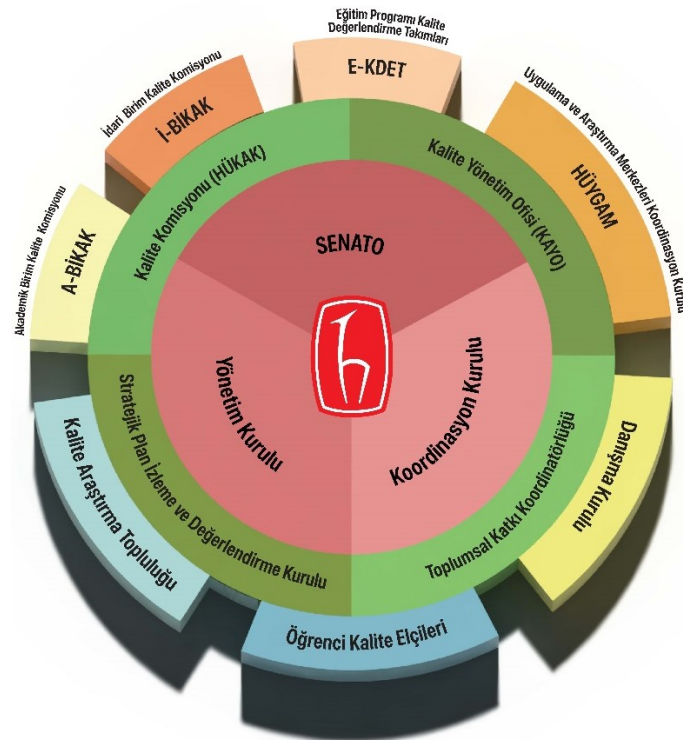 Eğitim Programı Kalite
Değerlendirme Takımları
E-KDET
İdari Birim Kalite Komisyonu
İ-BİKAK
Uygulama ve Araştırma Merkezleri Koordinasyon Kurulu
HÜYGAM
Akademik Birim Kalite Komisyonu
A-BİKAK
Kalite Komisyonu (HÜKAK)
Kalite Yönetim Ofisi (KAYO)
SENATO
Yönetim Kurulu
Koordinasyon Kurulu
Stratejik Plan İzleme ve Değerlendirme Kurulu
Toplumsal Katkı Koordinatörlüğü
Danışma Kurulu
Kalite Araştırma Topluluğu
Öğrenci Kalite Elçileri